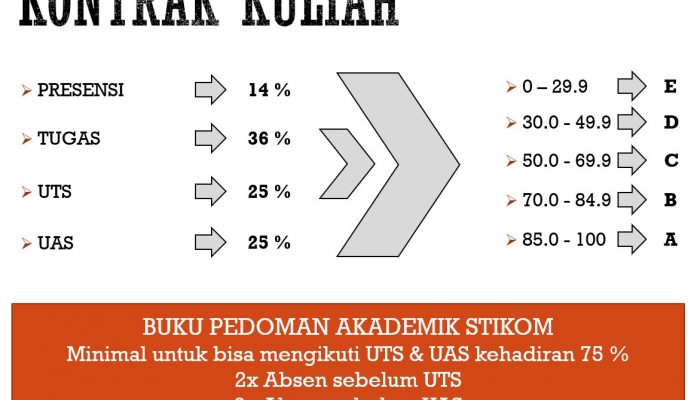 KONTRAK KULIAH
PRESENSI 14 %
TUGAS 36 %
UTS 25 %
UAS 25 %
0 – 29.9 E
30.0 - 49.9 D
50.0 - 69.9 C
70.0 - 84.9 B
85.0 - 100 A
BUKU PEDOMAN AKADEMIK STIKOM
Minimal untuk bisa mengikuti UTS & UAS kehadiran 75 %
2x Absen sebelum UTS